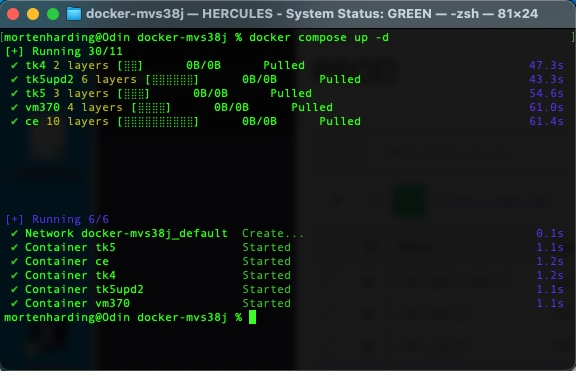 docker-mvs38j — HERCULES - System Status: GREEN — -zsh — 81×24
[mortenharding@Odin docker-mvs38j % docker compose up -d ]
[+] Running 30/11
✔ tk4 2 layers [⣿⣿] 0B/0B Pulled 47.3s
✔ tk5upd2 6 layers [⣿⣿⣿⣿⣿⣿] 0B/0B Pulled 43.3s
✔ tk5 3 layers [⣿⣿⣿] 0B/0B Pulled 54.6s
✔ vm370 4 layers [⣿⣿⣿⣿] 0B/0B Pulled 61.0s
✔ ce 10 layers [⣿⣿⣿⣿⣿⣿⣿⣿⣿⣿] 0B/0B Pulled 61.4s
[+] Running 6/6
✔ Network docker-mvs38j_default Create... 0.1s
✔ Container tk5 Started 1.1s
✔ Container ce Started 1.2s
✔ Container tk4 Started 1.2s
✔ Container tk5upd2 Started 1.1s
✔ Container vm370 Started 1.1s
mortenharding@Odin docker-mvs38j %